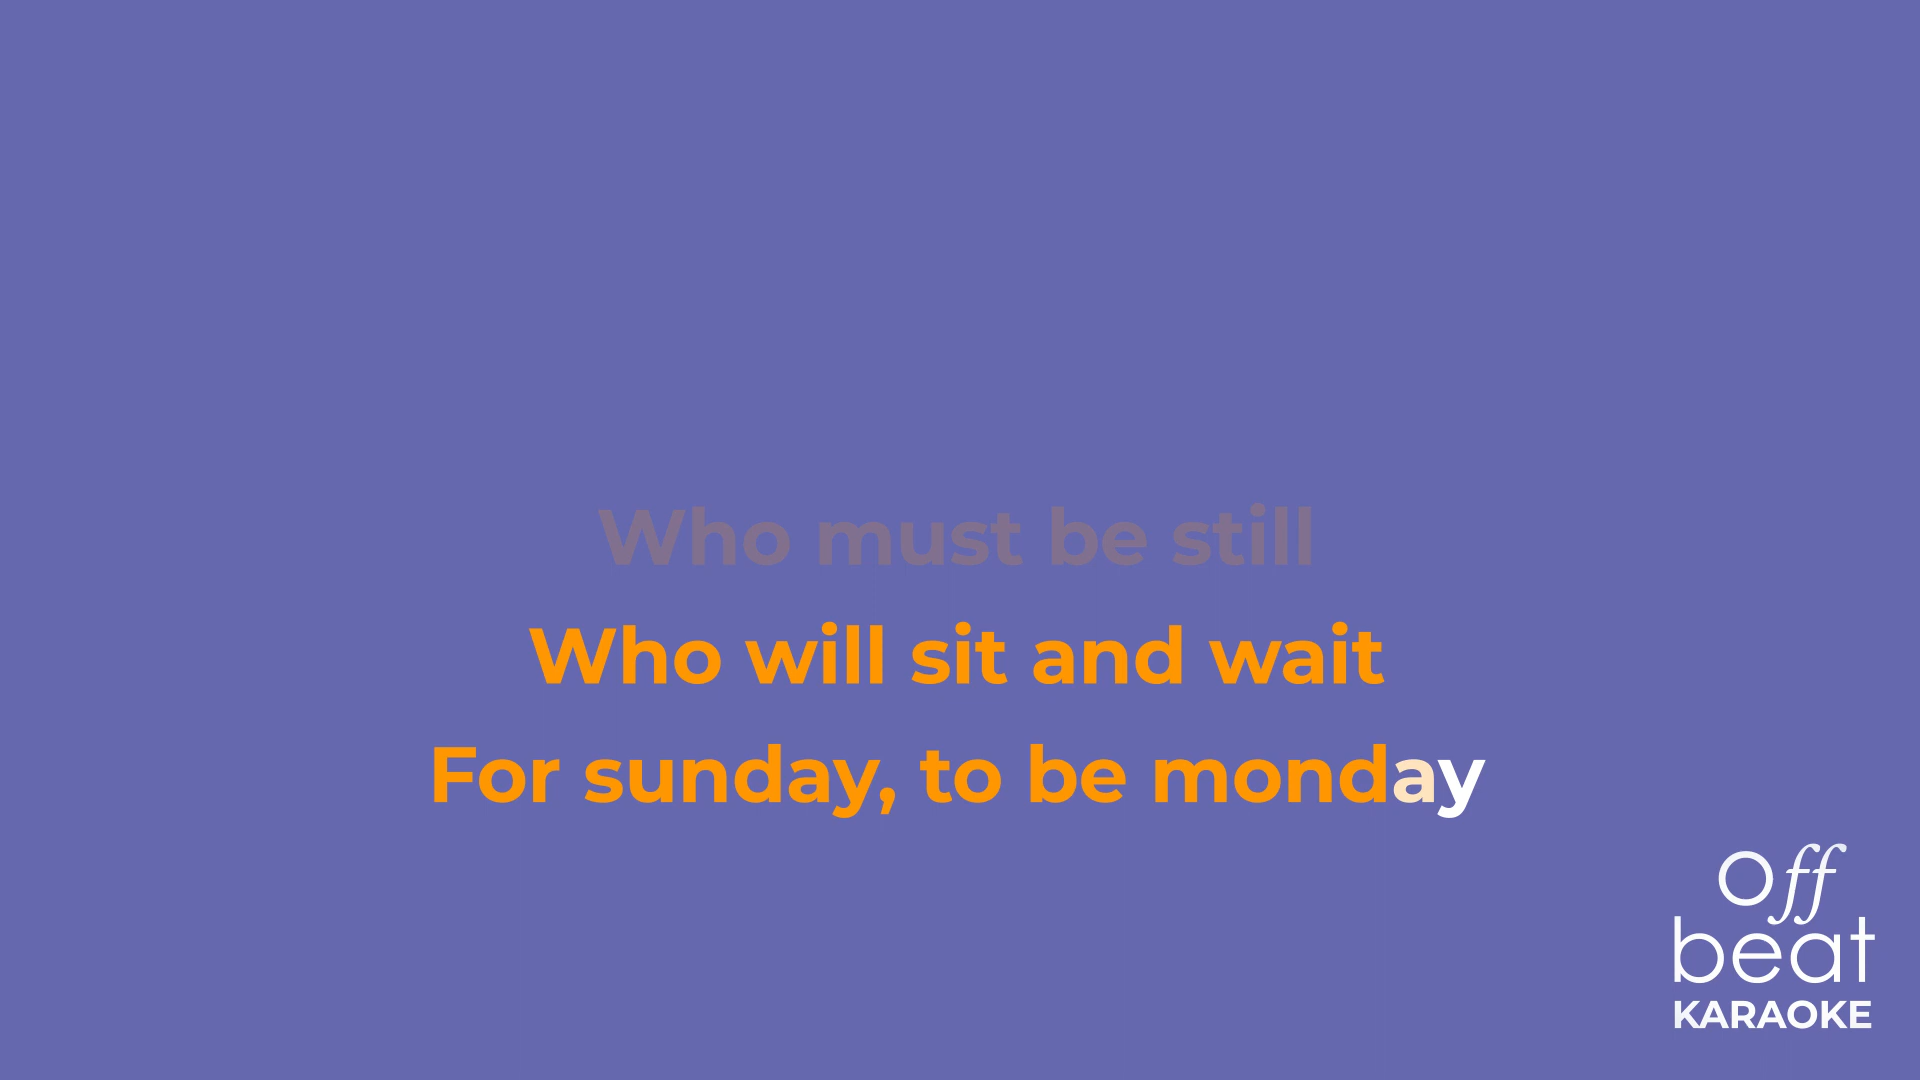 Who must be still
Who will sit and wait
For sunday, to be monday
Off
beat
KARAOKE